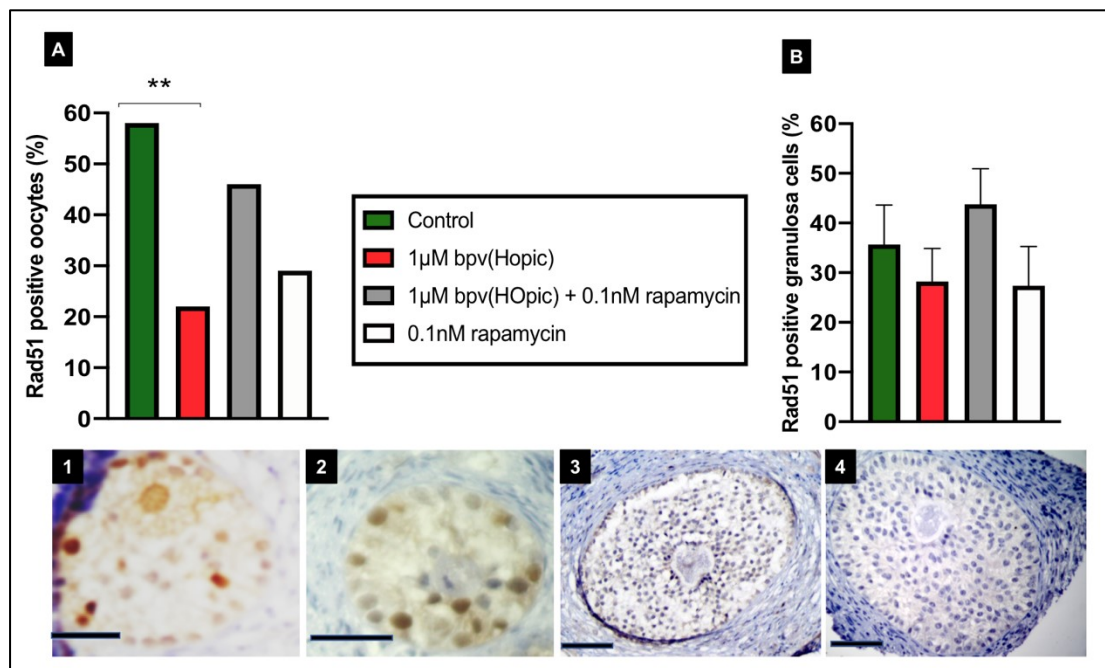 A
B
**
60
50
40
30
20
10
0
Rad51 positive oocytes (%)
Control
1µM bpv(Hopic)
1µM bpv(HOpic) + 0.1nM rapamycin
0.1nM rapamycin
60
50
40
30
20
10
0
Rad51 positive granulosa cells (%
1
2
3
4